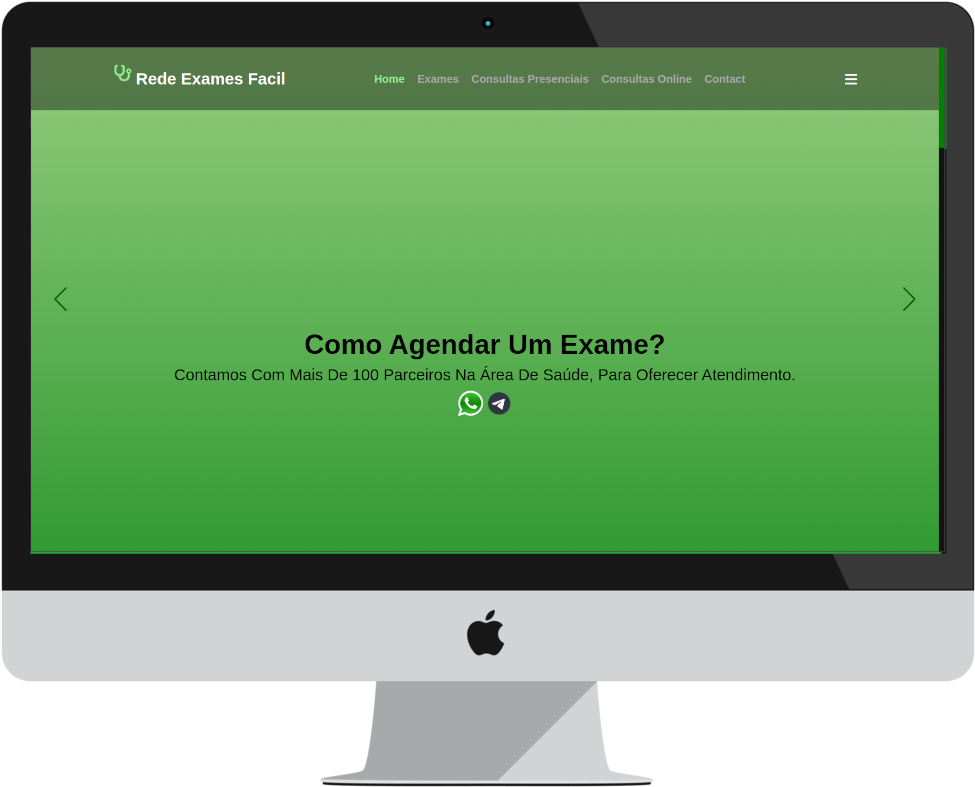 Rede Exames Facil
Home Exames Consultas Presenciais Consultas Online Contact
Como Agendar Um Exame?
Contamos Com Mais De 100 Parceiros Na Área De Saúde, Para Oferecer Atendimento.